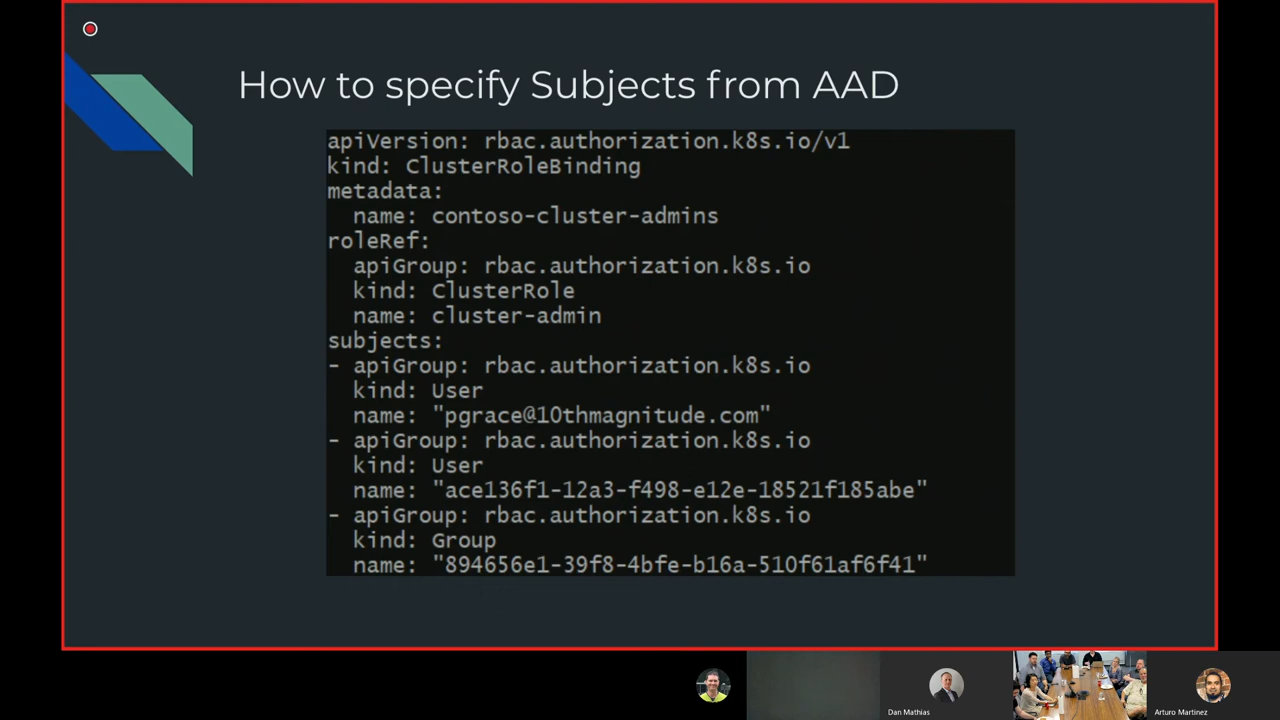 How to specify Subjects from AAD
apiVersion: rbac.authorization.k8s.io/v1
kind: ClusterRoleBinding
metadata:
  name: contoso-cluster-admins
roleRef:
  apiGroup: rbac.authorization.k8s.io
  kind: ClusterRole
  name: cluster-admin
subjects:
- apiGroup: rbac.authorization.k8s.io
  kind: User
  name: "pgrace@10thmagnitude.com"
- apiGroup: rbac.authorization.k8s.io
  kind: User
  name: "ace136f1-12a3-f498-e12e-18521f185abe"
- apiGroup: rbac.authorization.k8s.io
  kind: Group
  name: "894656e1-39f8-4bfe-b16a-510f61af6f41"
Dan Mathias
Arturo Martinez